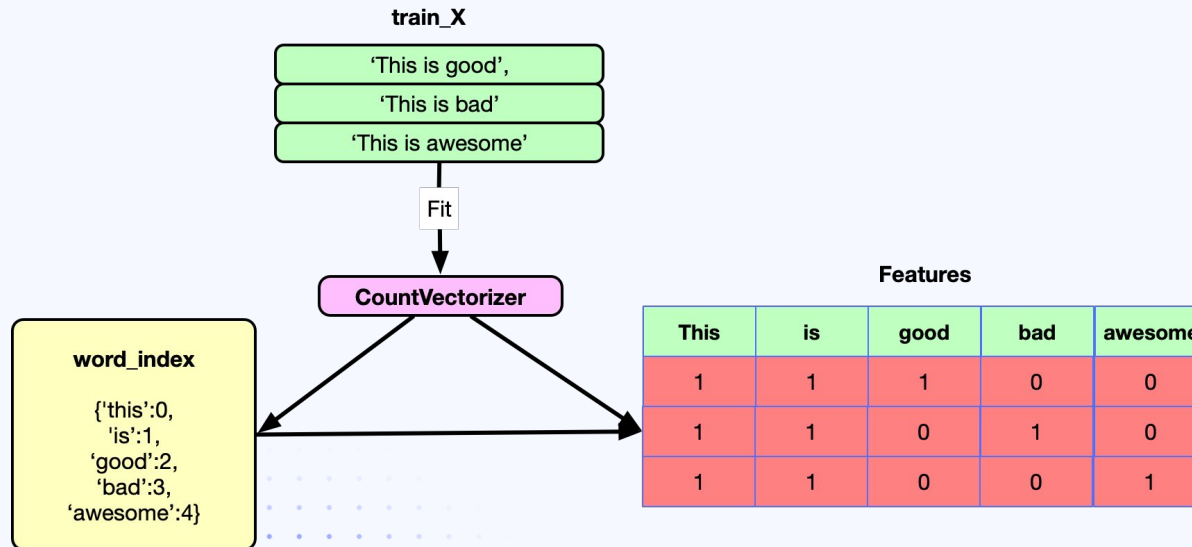 train_X
‘This is good’,
‘This is bad’
‘This is awesome’
Fit
CountVectorizer
word_index
{'this':0,
'is':1,
‘good’:2,
‘bad’:3,
‘awesome’:4}
Features
This is good bad awesome
1 1 1 0 0
1 1 0 1 0
1 1 0 0 1